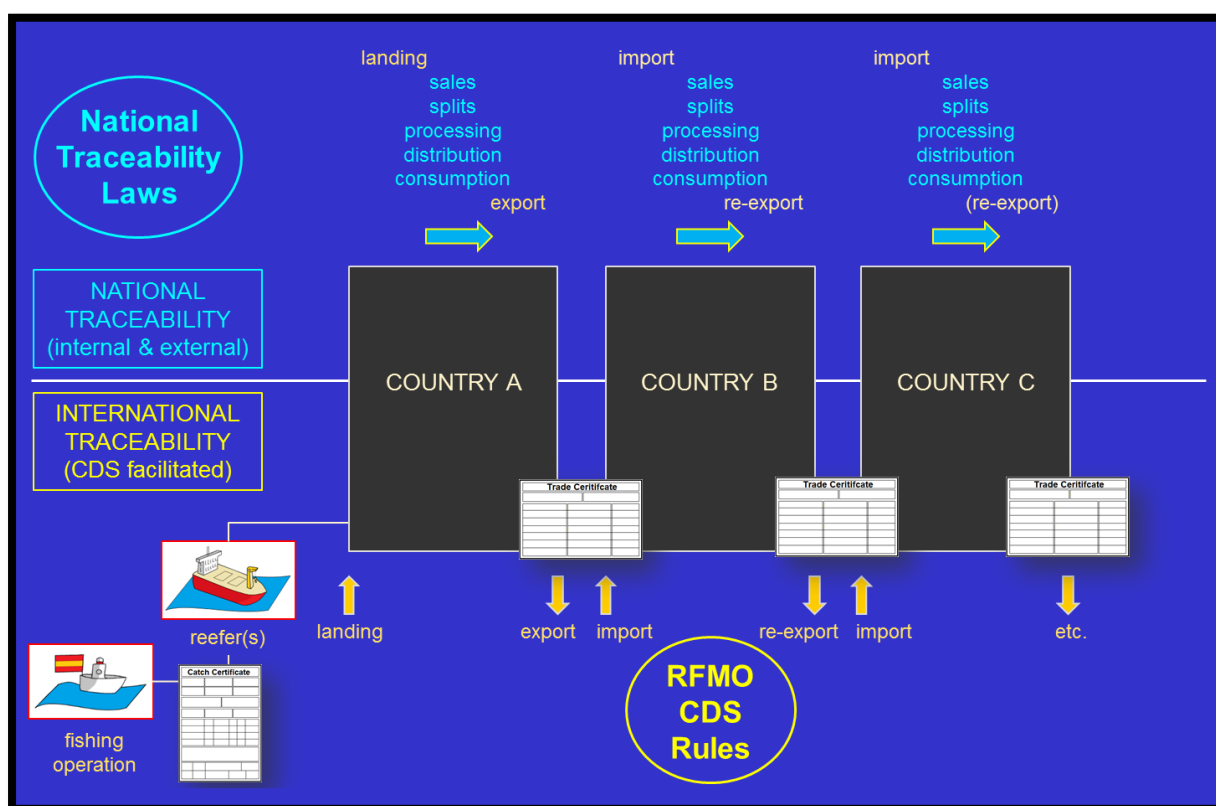 National
Traceability
Laws
landing
sales
splits
processing
distribution
consumption
export
import
sales
splits
processing
distribution
consumption
re-export
import
sales
splits
processing
distribution
consumption
(re-export)
NATIONAL
TRACEABILITY
(internal & external)
INTERNATIONAL
TRACEABILITY
(CDS facilitated)
COUNTRY A
COUNTRY B
COUNTRY C
Trade Ceritifcate
Trade Ceritifcate
Trade Ceritifcate
reefer(s)
landing
export
import
re-export
import
etc.
Catch Certificate
fishing
operation
RFMO
CDS
Rules